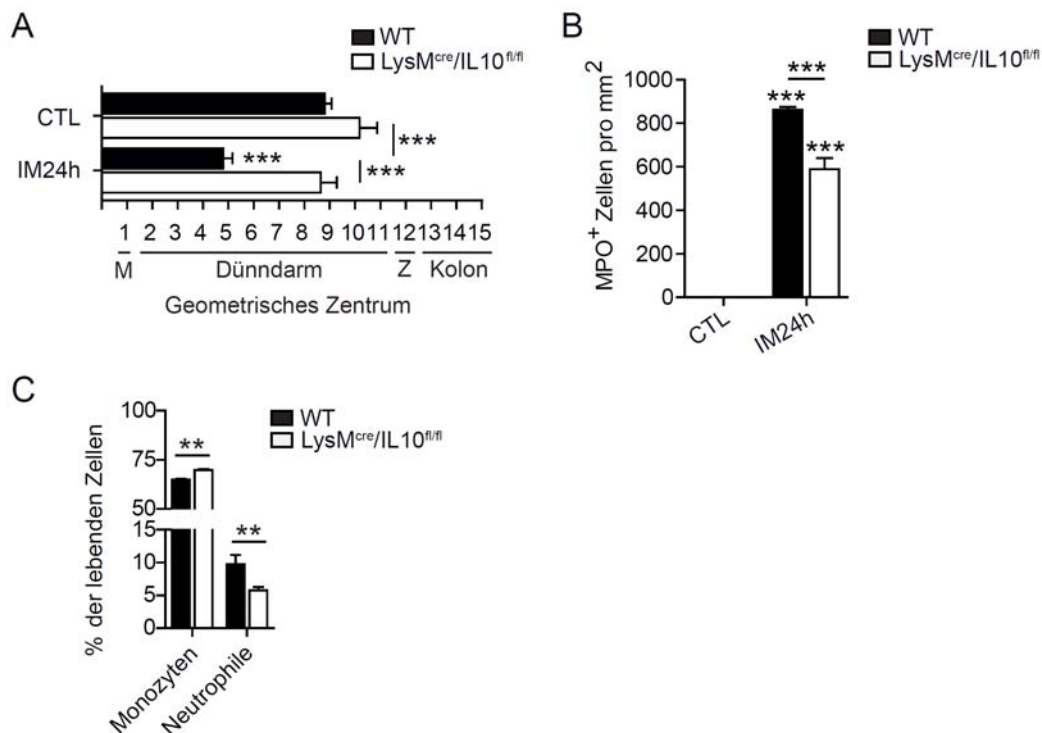 A
WT
LysMcre/IL10fl/fl
CTL
***
IM24h
***
***
1 2 3 4 5 6 7 8 9 10 11 12 13 14 15
M Dünndarm Z Kolon
Geometrisches Zentrum
B
WT
LysMcre/IL10fl/fl
MPO+ Zellen pro mm2
***
***
***
1000
800
600
400
200
0
CTL
IM24h
C
WT
LysMcre/IL10fl/fl
% der lebenden Zellen
100
75
50
15
10
5
0
**
**
Monozyten
Neutrophile